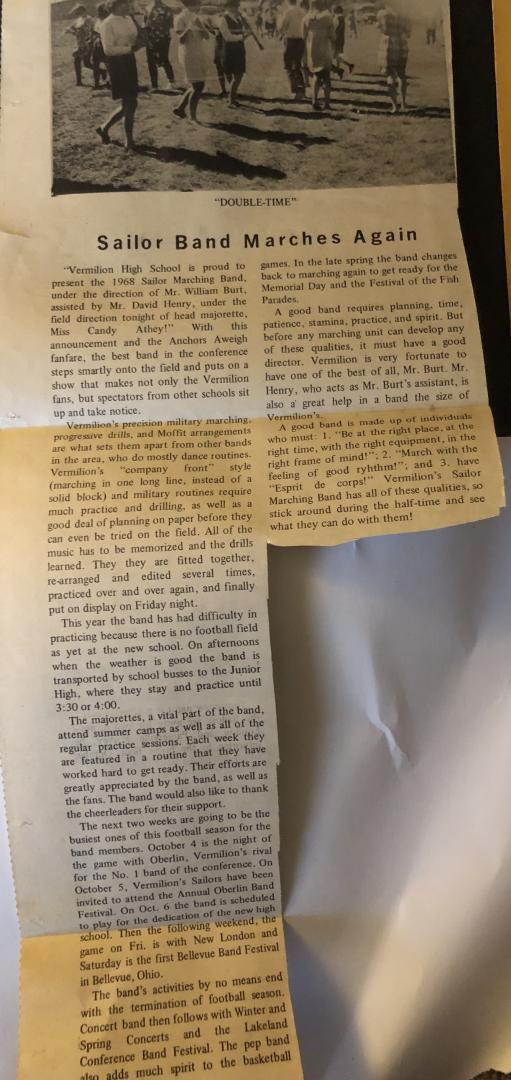 "DOUBLE-TIME"
Sailor Band Marches Again
"Vermilion High School is proud to
present the 1968 Sailor Marching Band,
under the direction of Mr. William Burt,
assisted by Mr. David Henry, under the
field direction tonight of head majorette,
Miss Candy Athey!" With this
announcement and the Anchors Aweigh
fanfare, the best band in the conference
steps smartly onto the field and puts on a
show that makes not only the Vermilion
fans, but spectators from other schools sit
up and take notice.
Vermilion's precision military marching,
progressive drills, and Moffit arrangements
are what sets them apart from other bands
in the area, who do mostly dance routines.
Vermilion's "company front" style
(marching in one long line, instead of a
solid block) and military routines require
much practice and drilling, as well as a
good deal of planning on paper before they
can even be tried on the field. All of the
music has to be memorized and the drills
learned. They they are fitted together,
re-arranged and edited several times,
practiced over and over again, and finally
put on display on Friday night.
This year the band has had difficulty in
practicing because there is no football field
as yet at the new school. On afternoons
when the weather is good the band is
transported by school busses to the Junior
High, where they stay and practice until
3:30 or 4:00.
The majorettes, a vital part of the band,
attend summer camps as well as all of the
regular practice sessions. Each week they
are featured in a routine that they have
worked hard to get ready. Their efforts are
greatly appreciated by the band, as well as
the fans. The band would also like to thank
the cheerleaders for their support.
The next two weeks are going to be the
busiest ones of this football season for the
band members. October 4 is the night of
the game with Oberlin, Vermilion's rival
for the No. 1 band of the conference. On
October 5, Vermilion's Sailors have been
invited to attend the Annual Oberlin Band
Festival. On Oct. 6 the band is scheduled
to play for the dedication of the new high
school. Then the following weekend, the
game on Fri. is with New London and
Saturday is the first Bellevue Band Festival
in Bellevue, Ohio.
The band's activities by no means end
with the termination of football season.
Concert band then follows with Winter and
Spring Concerts and the Lakeland
Conference Band Festival. The pep band
also adds much spirit to the basketball
games. In the late spring the band changes
back to marching again to get ready for the
Memorial Day and the Festival of the Fish
Parades.
A good band requires planning, time,
patience, stamina, practice, and spirit. But
before any marching unit can develop any
of these qualities, it must have a good
director. Vermilion is very fortunate to
have one of the best of all, Mr. Burt. Mr.
Henry, who acts as Mr. Burt's assistant, is
also a great help in a band the size of
Vermilion's.
A good band is made up of individuals
who must: 1. "Be at the right place, at the
right time, with the right equipment, in the
right frame of mind!"; 2. "March with the
feeling of good ryhthm!"; and 3. have
"Esprit de corps!" Vermilion's Sailor
Marching Band has all of these qualities, so
stick around during the half-time and see
what they can do with them!